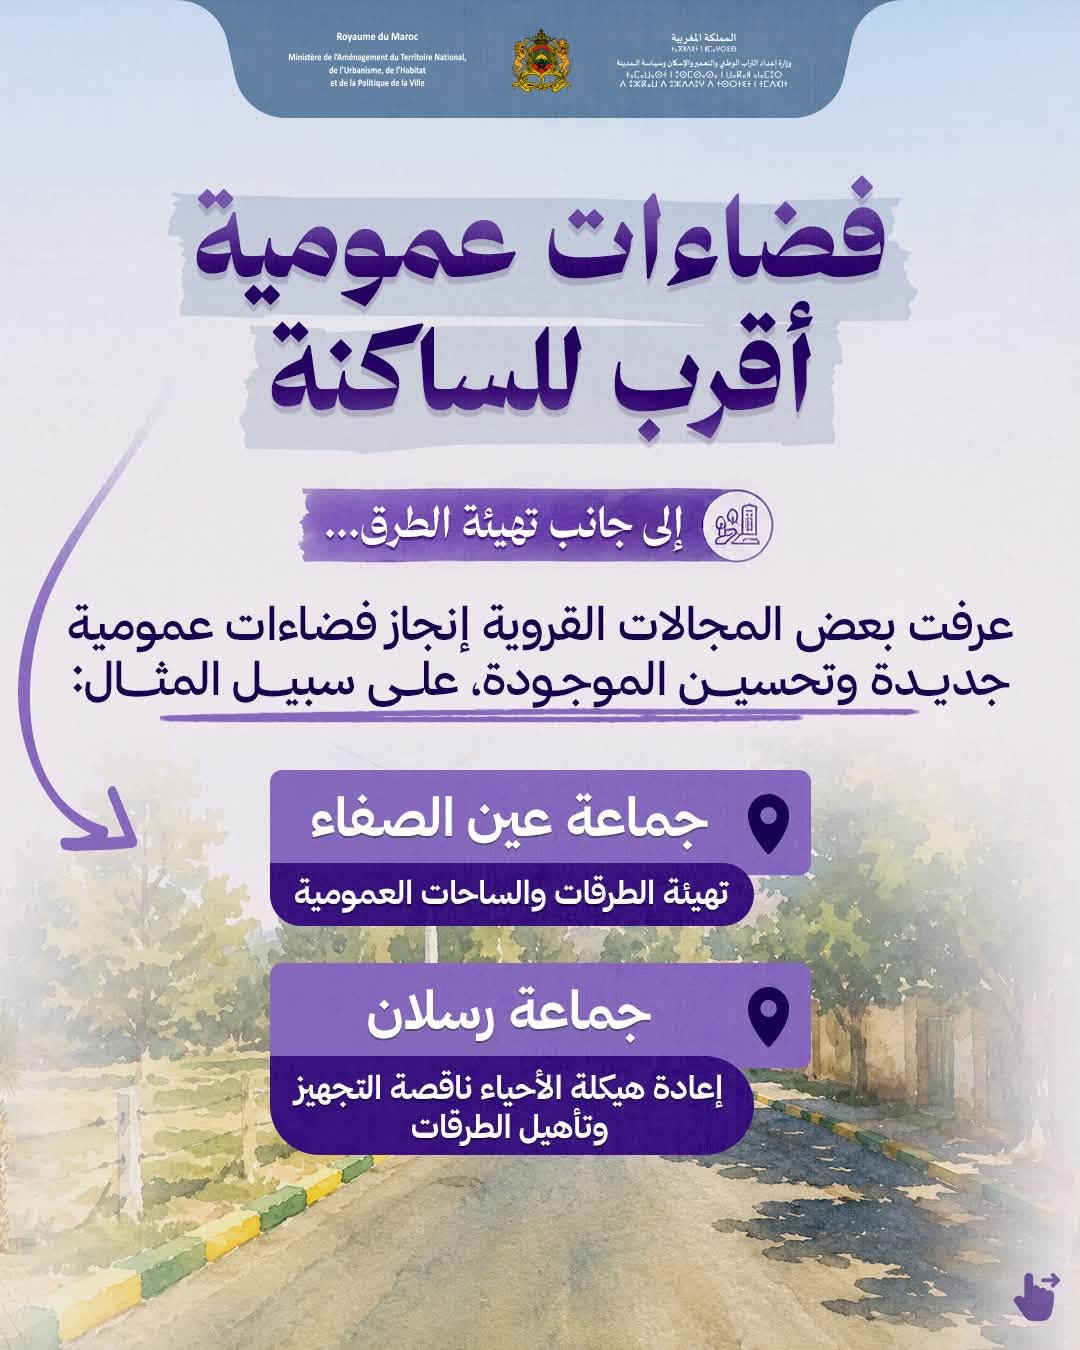 Royaume du Maroc
Ministère de l'Aménagement du Territoire National,
de l'Urbanisme, de l'Habitat
et de la Politique de la Ville
المملكة المغربية
ⵜⴰⴳⵍⴷⵉⵜ ⵏ ⵍⵎⵖⵔⵉⴱ
وزارة إعداد التراب الوطني والتعمير والإسكان وسياسة المدينة
فضاءات عمومية
أقرب للساكنة
إلى جانب تهيئة الطرق...
عرفت بعض المجالات القروية إنجاز فضاءات عمومية
جديدة وتحسين الموجودة، على سبيل المثال:
جماعة عين الصفاء
تهيئة الطرقات والساحات العمومية
جماعة رسلان
إعادة هيكلة الأحياء ناقصة التجهيز
وتأهيل الطرقات